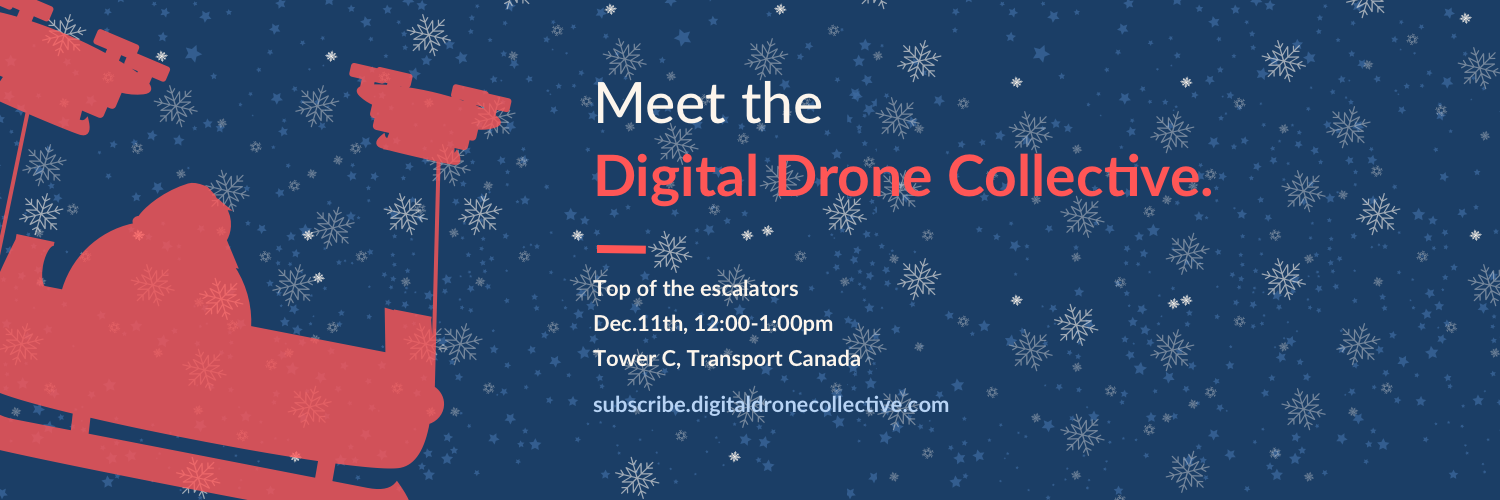 Meet the
Digital Drone Collective.
Top of the escalators
Dec.11th, 12:00-1:00pm
Tower C, Transport Canada
subscribe.digitaldronecollective.com